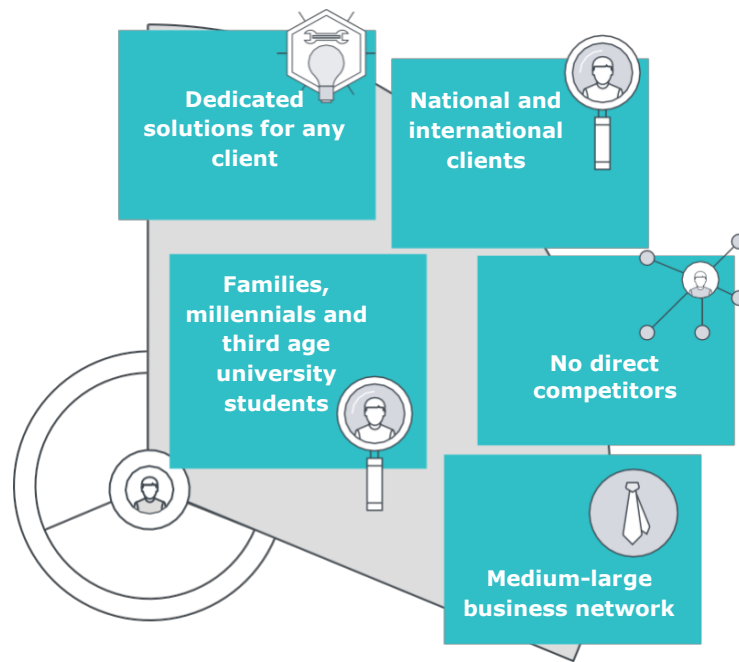 Dedicated
solutions for any
client
National and
international
clients
Families,
millennials and
third age
university
students
No direct
competitors
Medium-large
business network